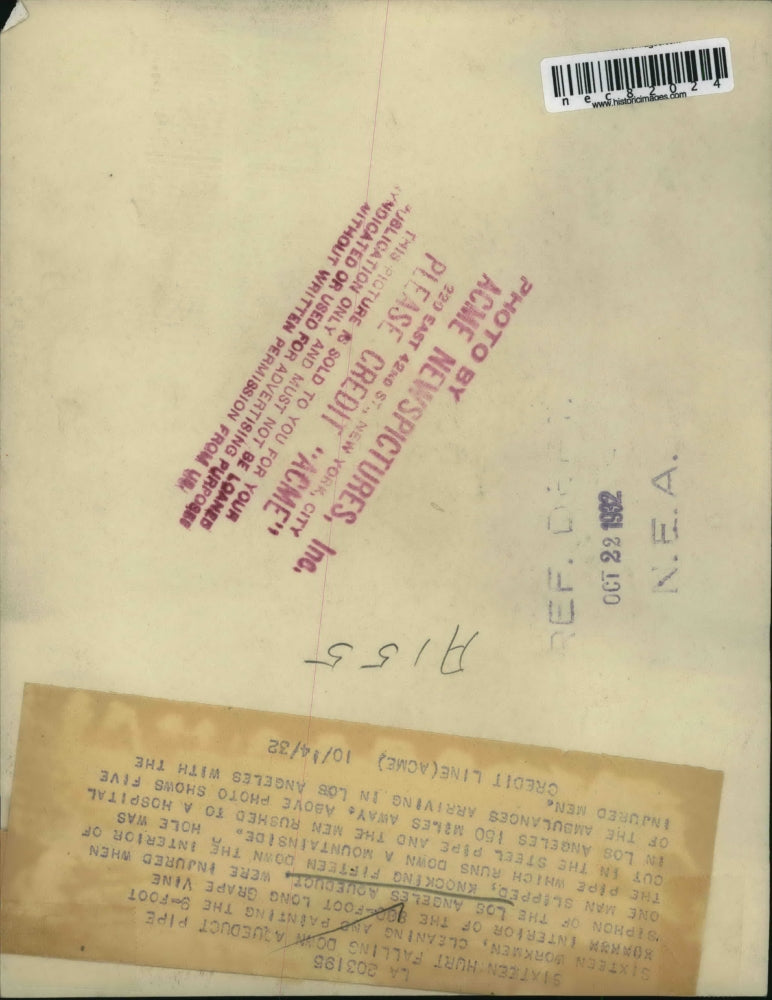 nec82024
www.historicimages.com
PHOTO BY
ACME NEWSPICTURES, Inc.
220 EAST 42ND ST., NEW YORK, CITY
PLEASE CREDIT "ACME"
THIS PICTURE IS SOLD TO YOU FOR YOUR
PUBLICATION ONLY AND MUST NOT BE LOANED
SYNDICATED OR USED FOR ADVERTISING PURPOSES
WITHOUT WRITTEN PERMISSION FROM
REF.
OCT 22 1932
N.E.A.
A155
LA 203195
SIXTEEN HURT FALLING DOWN AQUEDUCT PIPE
SIXTEEN WORKMEN, CLEANING AND PAINTING THE 9-FOOT
INTERIOR OF THE LONG GRAPE VINE
SIPHON OF THE LOS ANGELES AQUEDUCT WERE INJURED WHEN
ONE MAN SLIPPED, KNOCKING FIFTEEN DOWN THE INTERIOR OF
THE PIPE WHICH RUNS DOWN A MOUNTAINSIDE. A HOLE WAS
CUT IN THE STEEL PIPE AND THE MEN RUSHED TO A HOSPITAL
IN LOS ANGELES 150 MILES AWAY. ABOVE PHOTO SHOWS FIVE
OF THE AMBULANCES ARRIVING IN LOS ANGELES WITH THE
INJURED MEN.
CREDIT LINE(ACME) 10/14/32